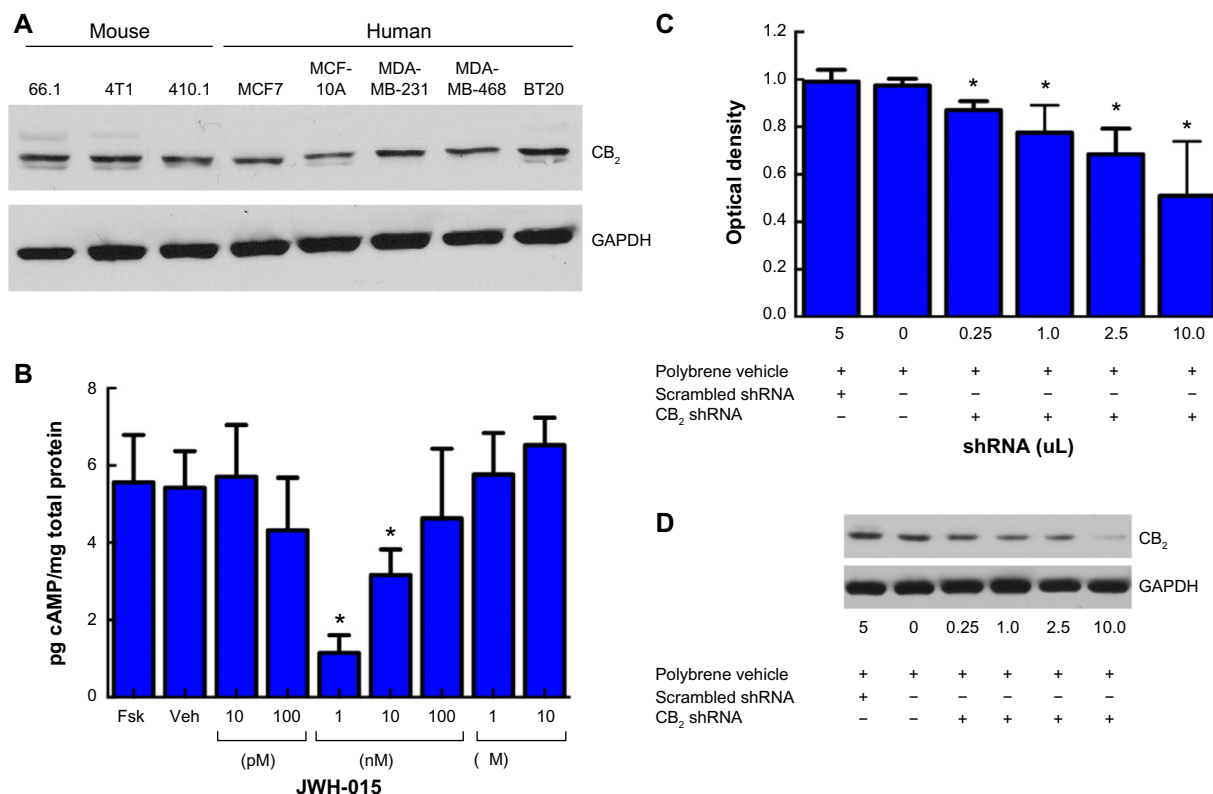 A
Mouse Human
66.1 4T1 410.1 MCF7 MCF-10A MDA-MB-231 MDA-MB-468 BT20
CB2
GAPDH
B
pg cAMP/mg total protein
8
6
4
2
0
Fsk Veh 10 100 1 10 100 1 10
(pM) (nM) ( M)
JWH-015
* *
C
Optical density
1.2
1.0
0.8
0.6
0.4
0.2
0.0
* * * *
5 0 0.25 1.0 2.5 10.0
Polybrene vehicle + + + + + +
Scrambled shRNA + – – – – –
CB2 shRNA – – + + + +
shRNA (uL)
D
CB2
GAPDH
5 0 0.25 1.0 2.5 10.0
Polybrene vehicle + + + + + +
Scrambled shRNA + – – – – –
CB2 shRNA – – + + + +